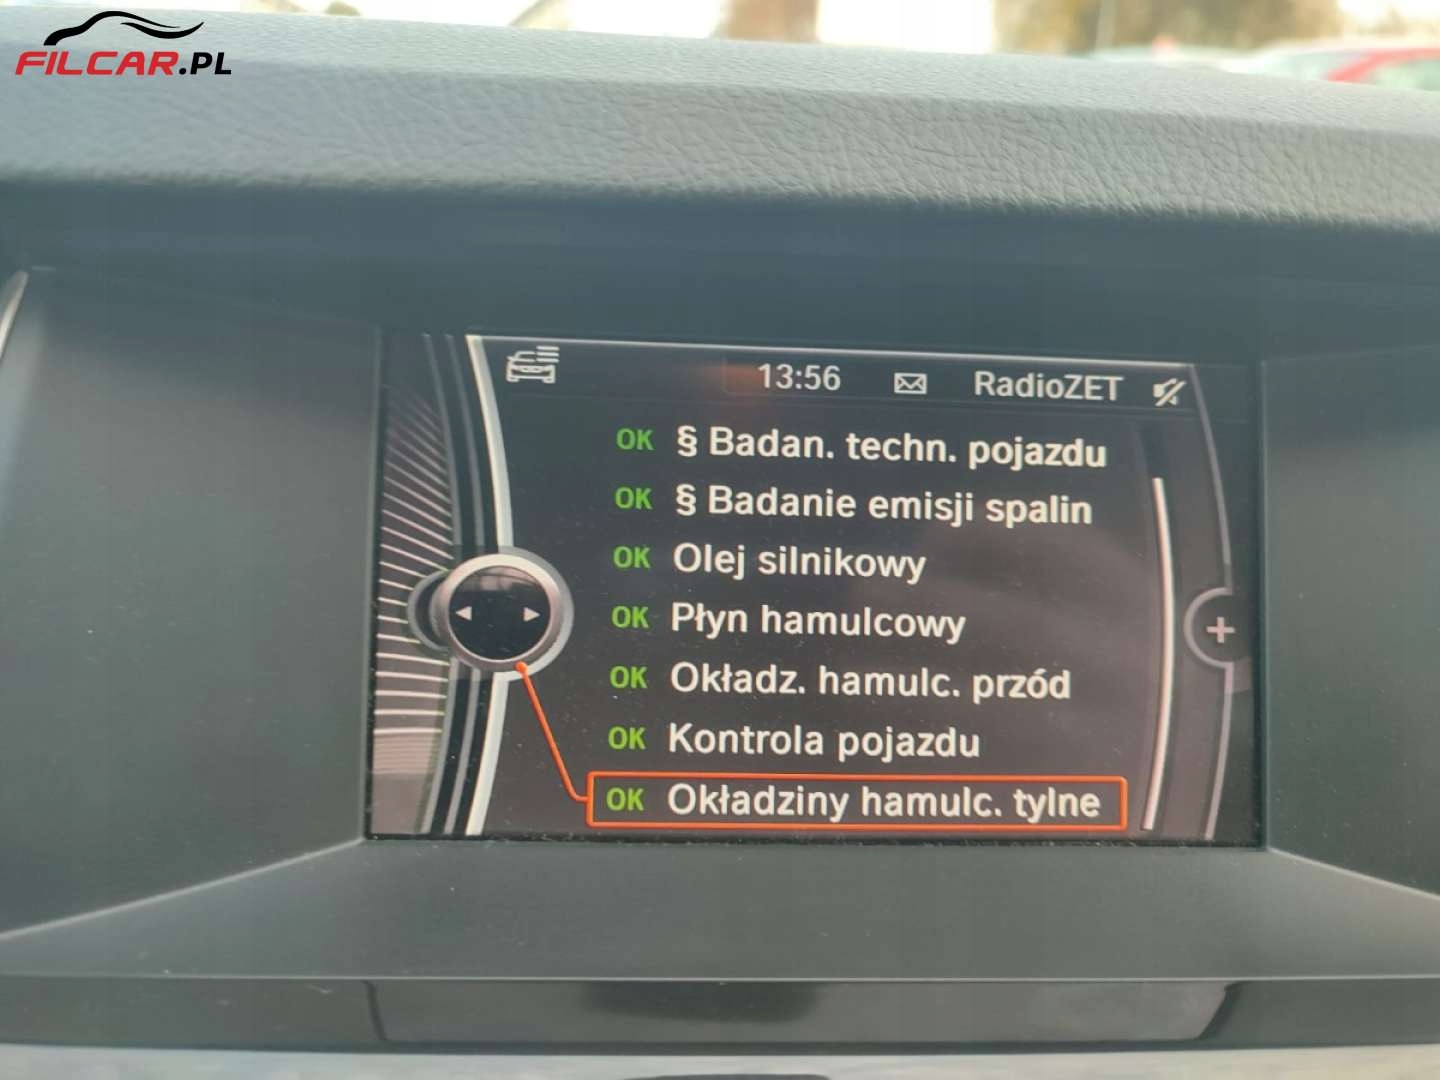 FILCAR.PL
13:56 RadioZET
OK § Badan. techn. pojazdu
OK § Badanie emisji spalin
OK Olej silnikowy
OK Płyn hamulcowy
OK Okładz. hamulc. przód
OK Kontrola pojazdu
OK Okładziny hamulc. tylne
+